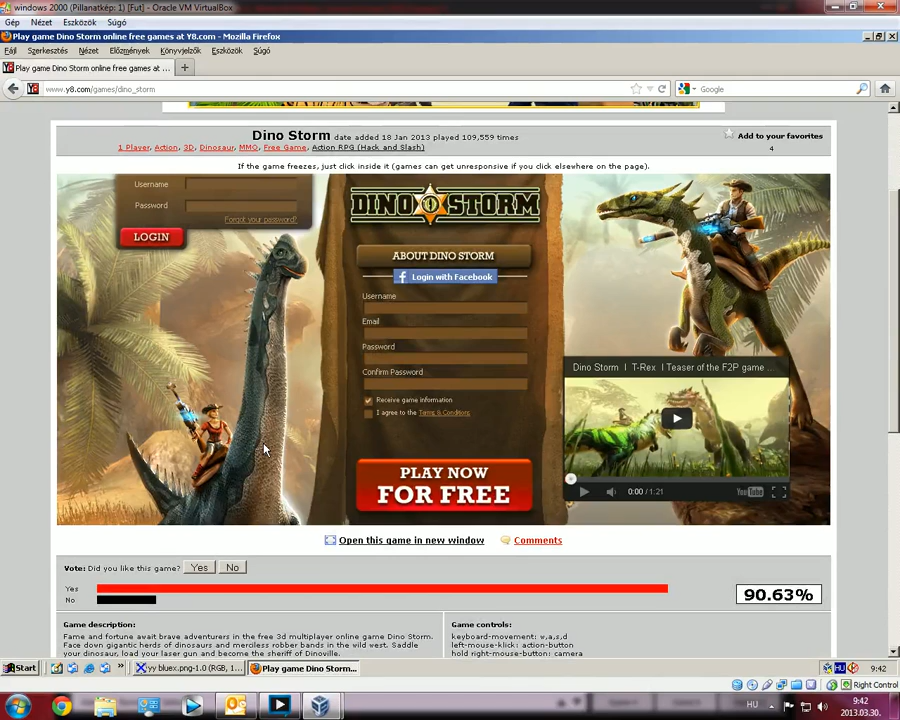 windows 2000 (Pillanatkép: 1) [Fut] - Oracle VM VirtualBox
Gép Nézet Eszközök Súgó
Play game Dino Storm online free games at Y8.com - Mozilla Firefox
Fájl Szerkesztés Nézet Előzmények Könyvjelzők Eszközök Súgó
Play game Dino Storm online free games at ... +
www.y8.com/games/dino_storm Google
Dino Storm date added 18 Jan 2013 played 109,559 times
Add to your favorites
1 Player, Action, 3D, Dinosaur, MMO, Free Game, Action RPG (Hack and Slash)
4
If the game freezes, just click inside it (games can get unresponsive if you click elsewhere on the page).
Username
Password
Forgot your password?
LOGIN
DINO STORM
ABOUT DINO STORM
Login with Facebook
Username
Email
Password
Confirm Password
Receive game information
I agree to the Terms & Conditions
PLAY NOW
FOR FREE
Dino Storm I T-Rex I Teaser of the F2P game ...
0:00 / 1:21 YouTube
Open this game in new window Comments
Vote: Did you like this game? Yes No
Yes
No
90.63%
Game description:
Fame and fortune await brave adventurers in the free 3d multiplayer online game Dino Storm.
Face down gigantic herds of dinosaurs and merciless robber bands in the wild west. Saddle
your dinosaur, load your laser gun and become the sheriff of Dinoville.
Game controls:
keyboard-movement: w,a,s,d
left-mouse-klick: action-button
hold right-mouse-button: camera
Start » yy bluex.png-1.0 (RGB, 1... Play game Dino Storm... HU 9:42
Right Control
HU 9:42
2013.03.30.